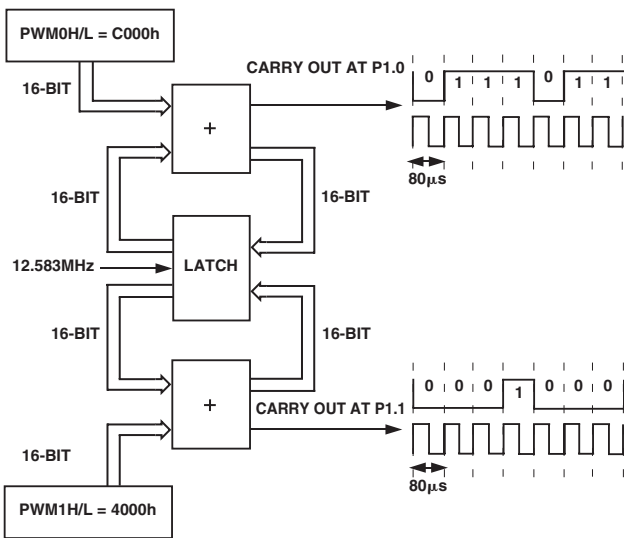 PWM0H/L = C000h
16-BIT
CARRY OUT AT P1.0
0 1 1 1 0 1 1
80μs
16-BIT
16-BIT
12.583MHz
LATCH
16-BIT
16-BIT
+
+
CARRY OUT AT P1.1
0 0 0 1 0 0 0
80μs
16-BIT
PWM1H/L = 4000h